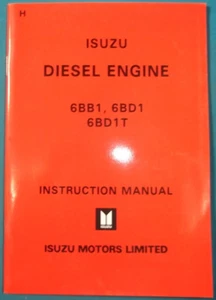 H
ISUZU
DIESEL ENGINE
6BB1, 6BD1
6BD1T
INSTRUCTION MANUAL
ISUZU MOTORS LIMITED